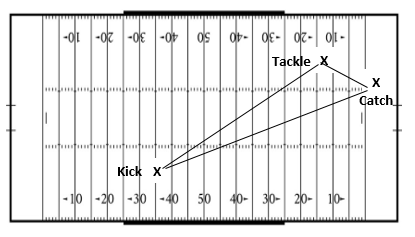 ◄10 ◄20 ◄30 ◄40 50 40► 30► 20► 10►
Tackle X
X
Catch
Kick X
◄10 ◄20 ◄30 ◄40 50 40► 30► 20► 10►